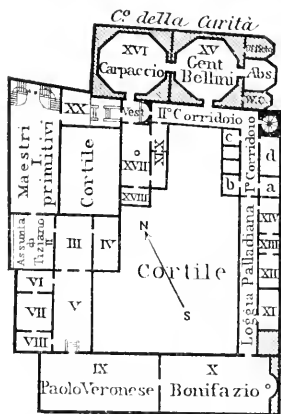 C.o della Carità
XVI
Carpaccio
XV
Gent
Bellini
Abs.
W.C.
XX
Vest.
IIo Corridoio
Maestri
I
primitivi
Cortile
XVII
XIX
XVIII
c
b
d
a
Io Corridoio
Assunta
di
Tiziano
II
III
IV
XIV
XIII
XII
XI
Loggia Palladiana
VI
VII
VIII
V
N
S
Cortile
IX
Paolo Veronese
X
Bonifazio